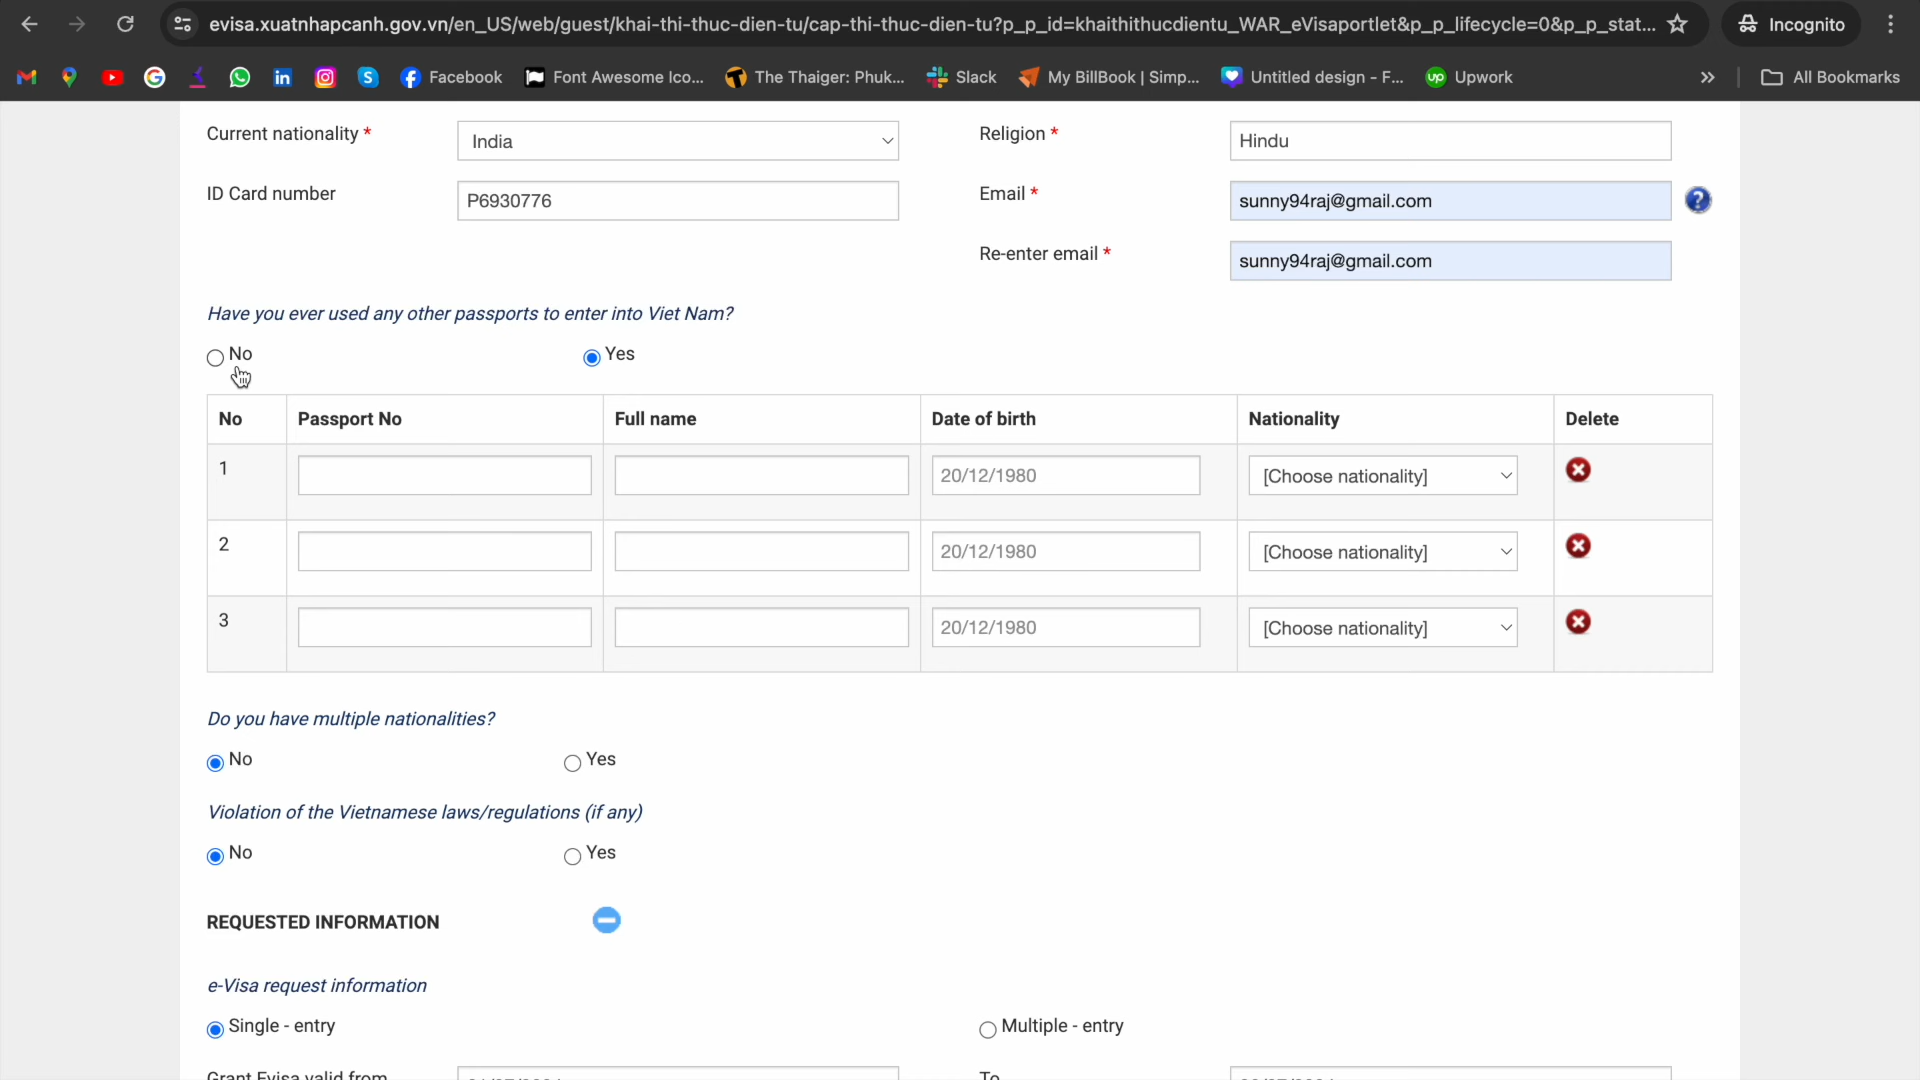 evisa.xuatnhapcanh.gov.vn/en_US/web/guest/khai-thi-thuc-dien-tu/cap-thi-thuc-dien-tu?p_p_id=khaithithucdientu_WAR_eVisaportlet&p_p_lifecycle=0&p_p_stat... Incognito
Facebook Font Awesome Ico... The Thaiger: Phuk... Slack My BillBook | Simp... Untitled design - F... Upwork » All Bookmarks
Current nationality * India Religion * Hindu
ID Card number P6930776 Email * sunny94raj@gmail.com
Re-enter email * sunny94raj@gmail.com
Have you ever used any other passports to enter into Viet Nam?
No Yes
No Passport No Full name Date of birth Nationality Delete
1 20/12/1980 [Choose nationality]
2 20/12/1980 [Choose nationality]
3 20/12/1980 [Choose nationality]
Do you have multiple nationalities?
No Yes
Violation of the Vietnamese laws/regulations (if any)
No Yes
REQUESTED INFORMATION
e-Visa request information
Single - entry Multiple - entry
Grant Evisa valid from To